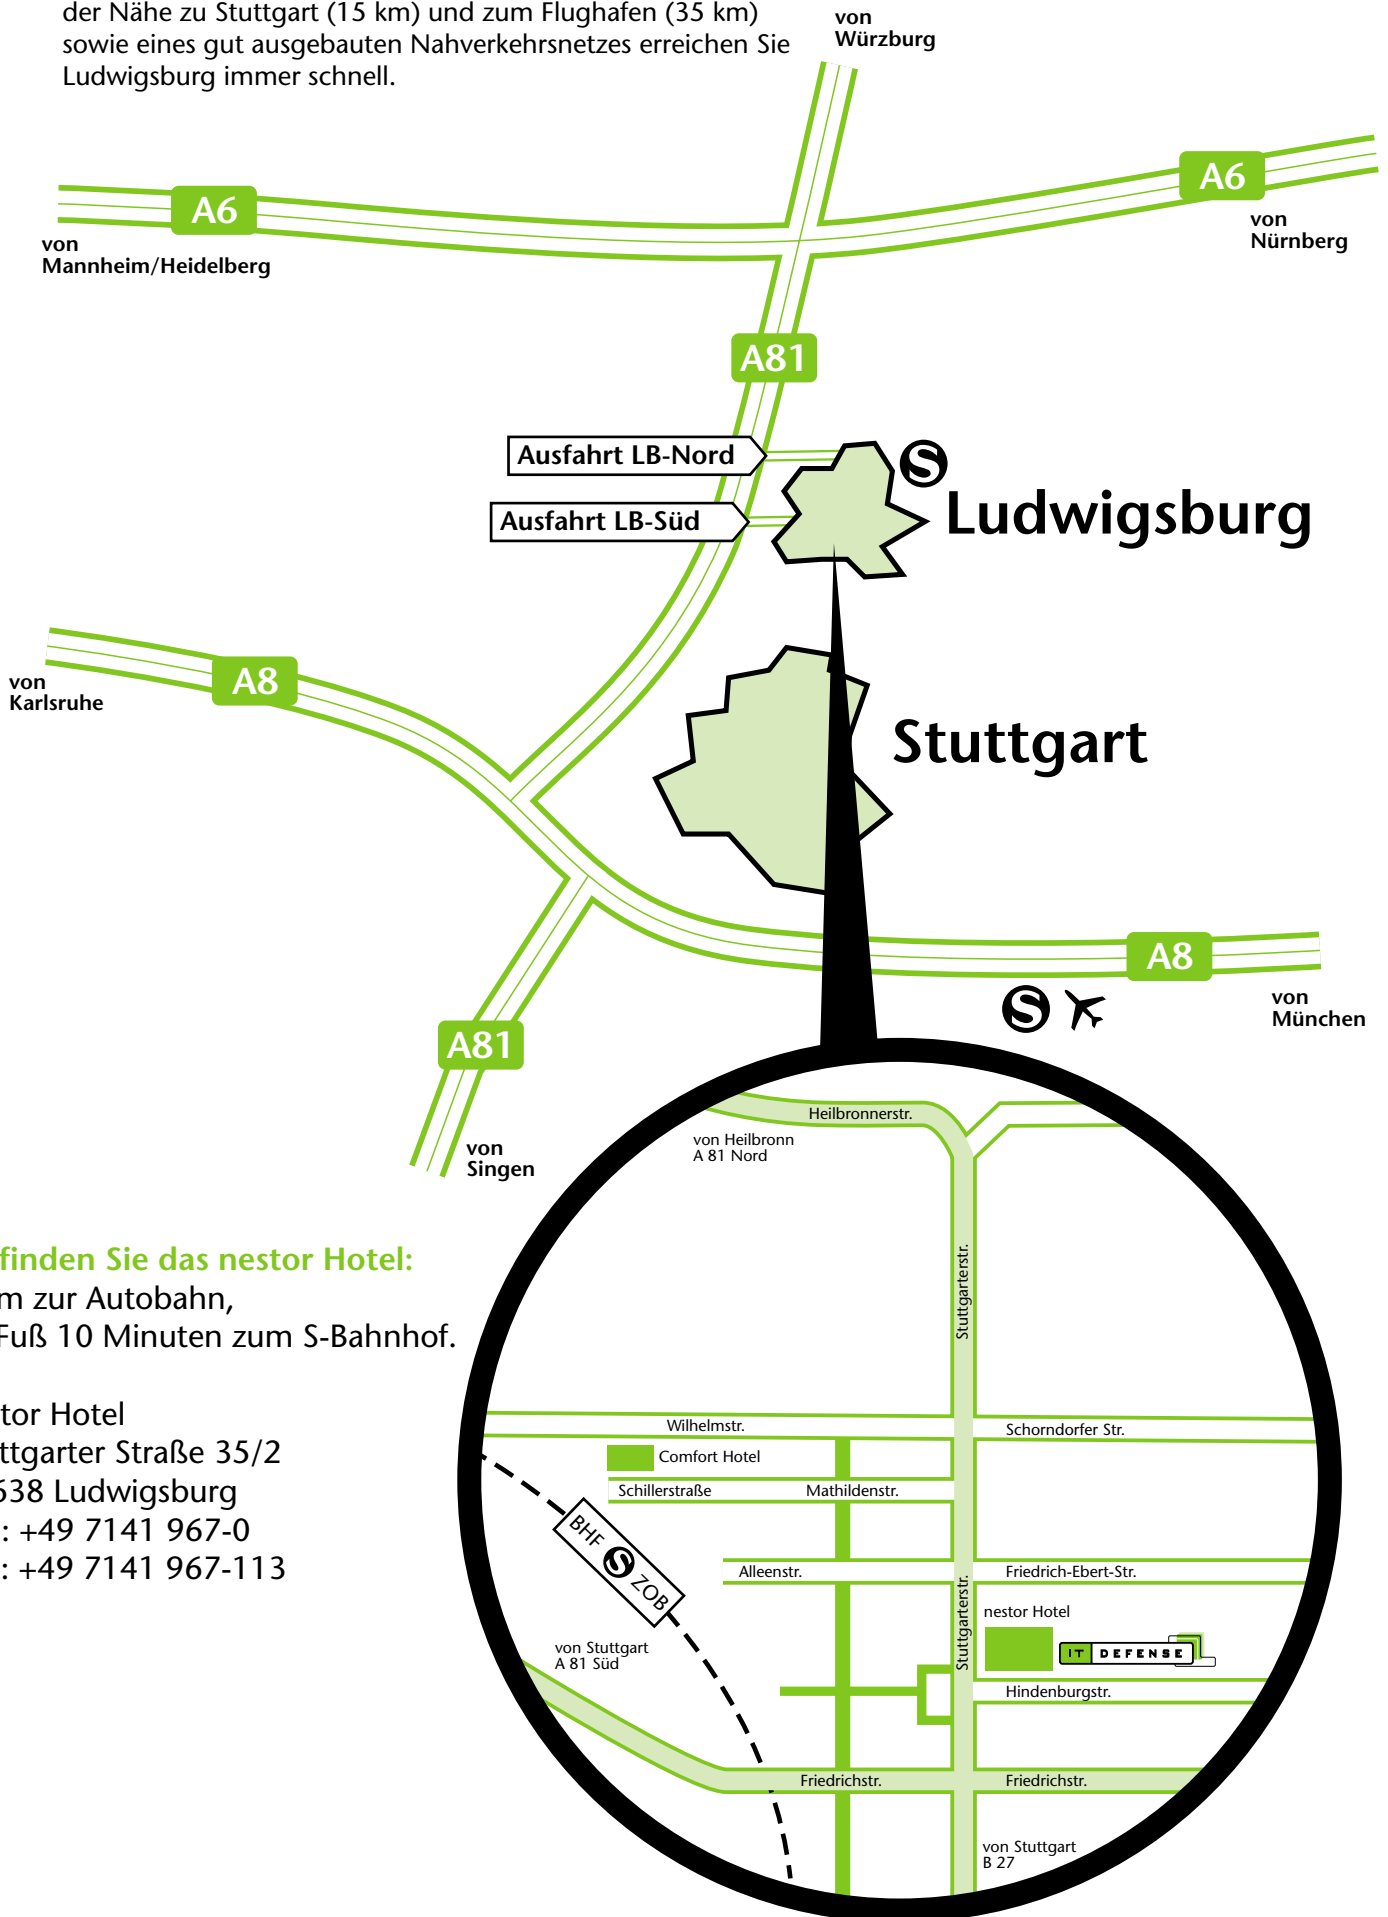 der Nähe zu Stuttgart (15 km) und zum Flughafen (35 km)
sowie eines gut ausgebauten Nahverkehrsnetzes erreichen Sie
Ludwigsburg immer schnell.
von
Würzburg
A6
A6
von
Mannheim/Heidelberg
von
Nürnberg
A81
Ausfahrt LB-Nord
S
Ludwigsburg
Ausfahrt LB-Süd
von
Karlsruhe
A8
Stuttgart
A8
S
von
München
A81
von
Singen
Heilbronnerstr.
von Heilbronn
A 81 Nord
Stuttgarterstr.
finden Sie das nestor Hotel:
zur Autobahn,
Fuß 10 Minuten zum S-Bahnhof.
tor Hotel
ttgarter Straße 35/2
638 Ludwigsburg
: +49 7141 967-0
: +49 7141 967-113
Wilhelmstr.
Schorndorfer Str.
Comfort Hotel
Schillerstraße
Mathildenstr.
BHF S ZOB
Alleenstr.
Friedrich-Ebert-Str.
Stuttgarterstr.
nestor Hotel
IT DEFENSE
von Stuttgart
A 81 Süd
Hindenburgstr.
Friedrichstr.
Friedrichstr.
von Stuttgart
B 27